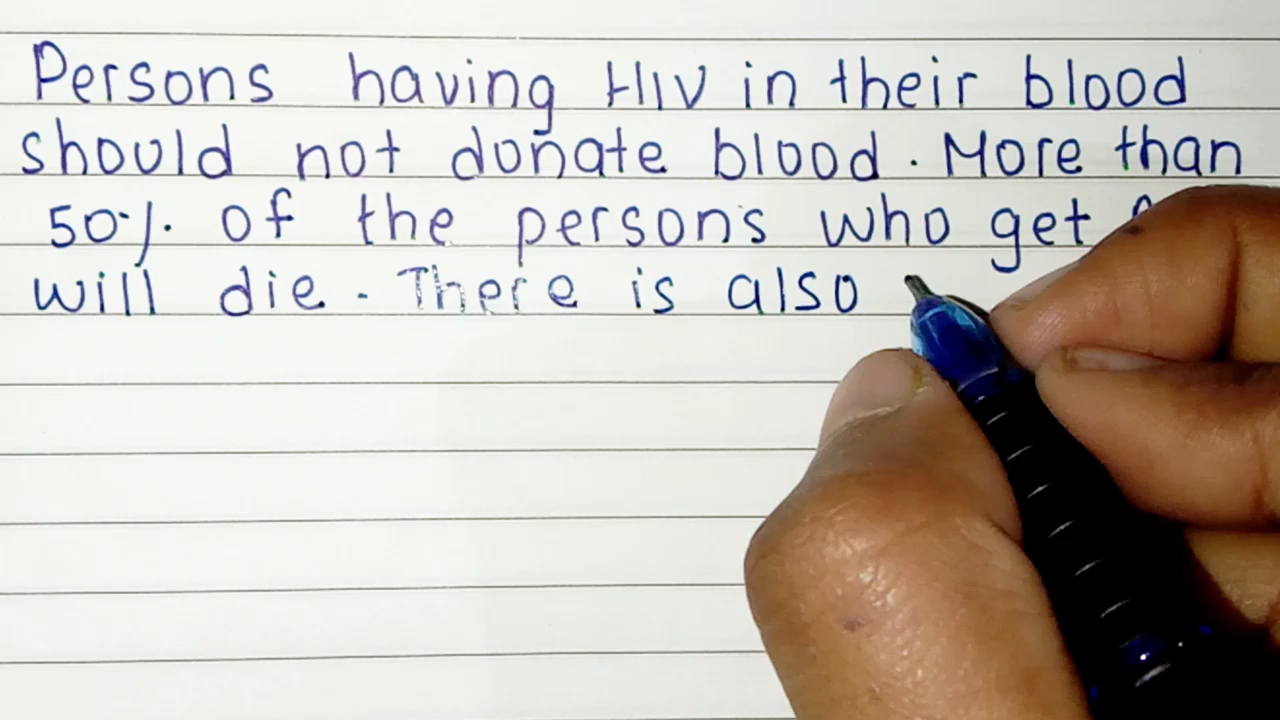 Persons having HIV in their blood
should not donate blood. More than
50% of the persons who get
will die. There is also